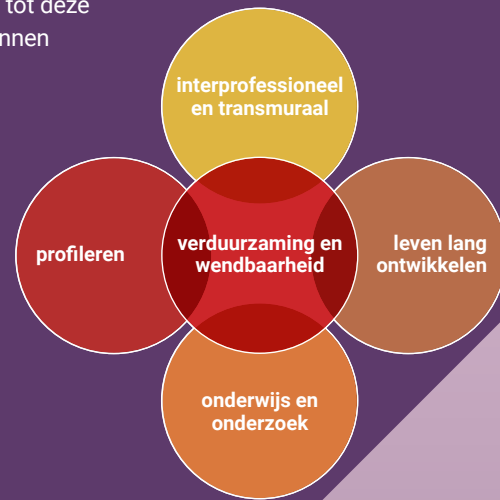 tot deze
nnen
interprofessioneel
en transmuraal
profileren
verduurzaming en
wendbaarheid
leven lang
ontwikkelen
onderwijs en
onderzoek